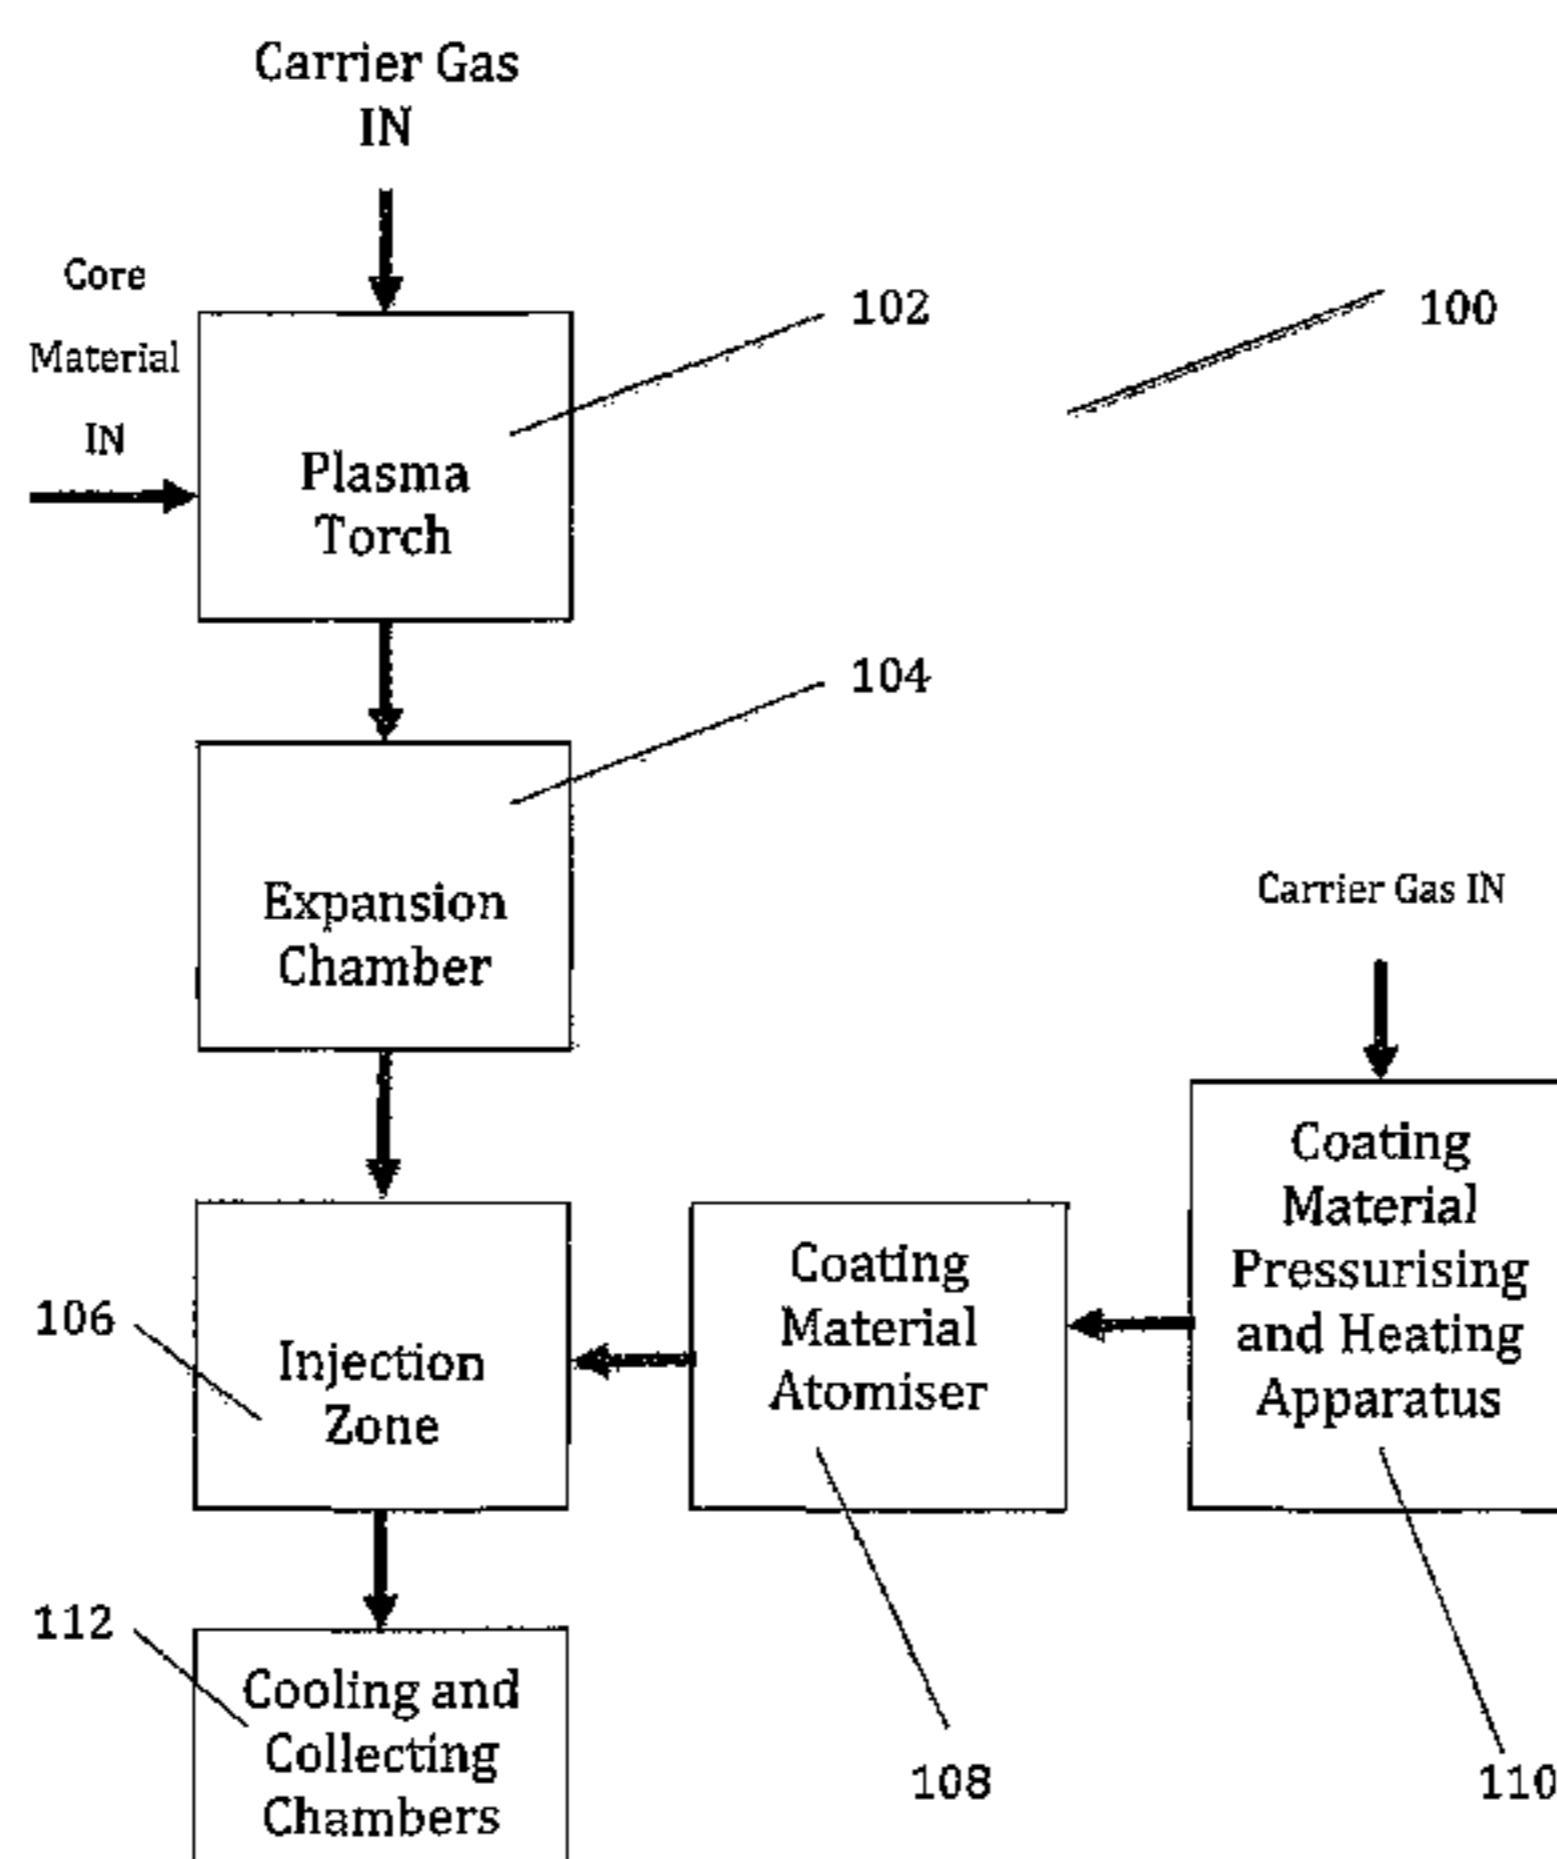 Carrier Gas
IN
Core
Material
IN
102
100
Plasma
Torch
104
Expansion
Chamber
Carrier Gas IN
Coating
Material
Pressurising
and Heating
Apparatus
Coating
Material
Atomiser
106
Injection
Zone
112
Cooling and
Collecting
Chambers
108
110